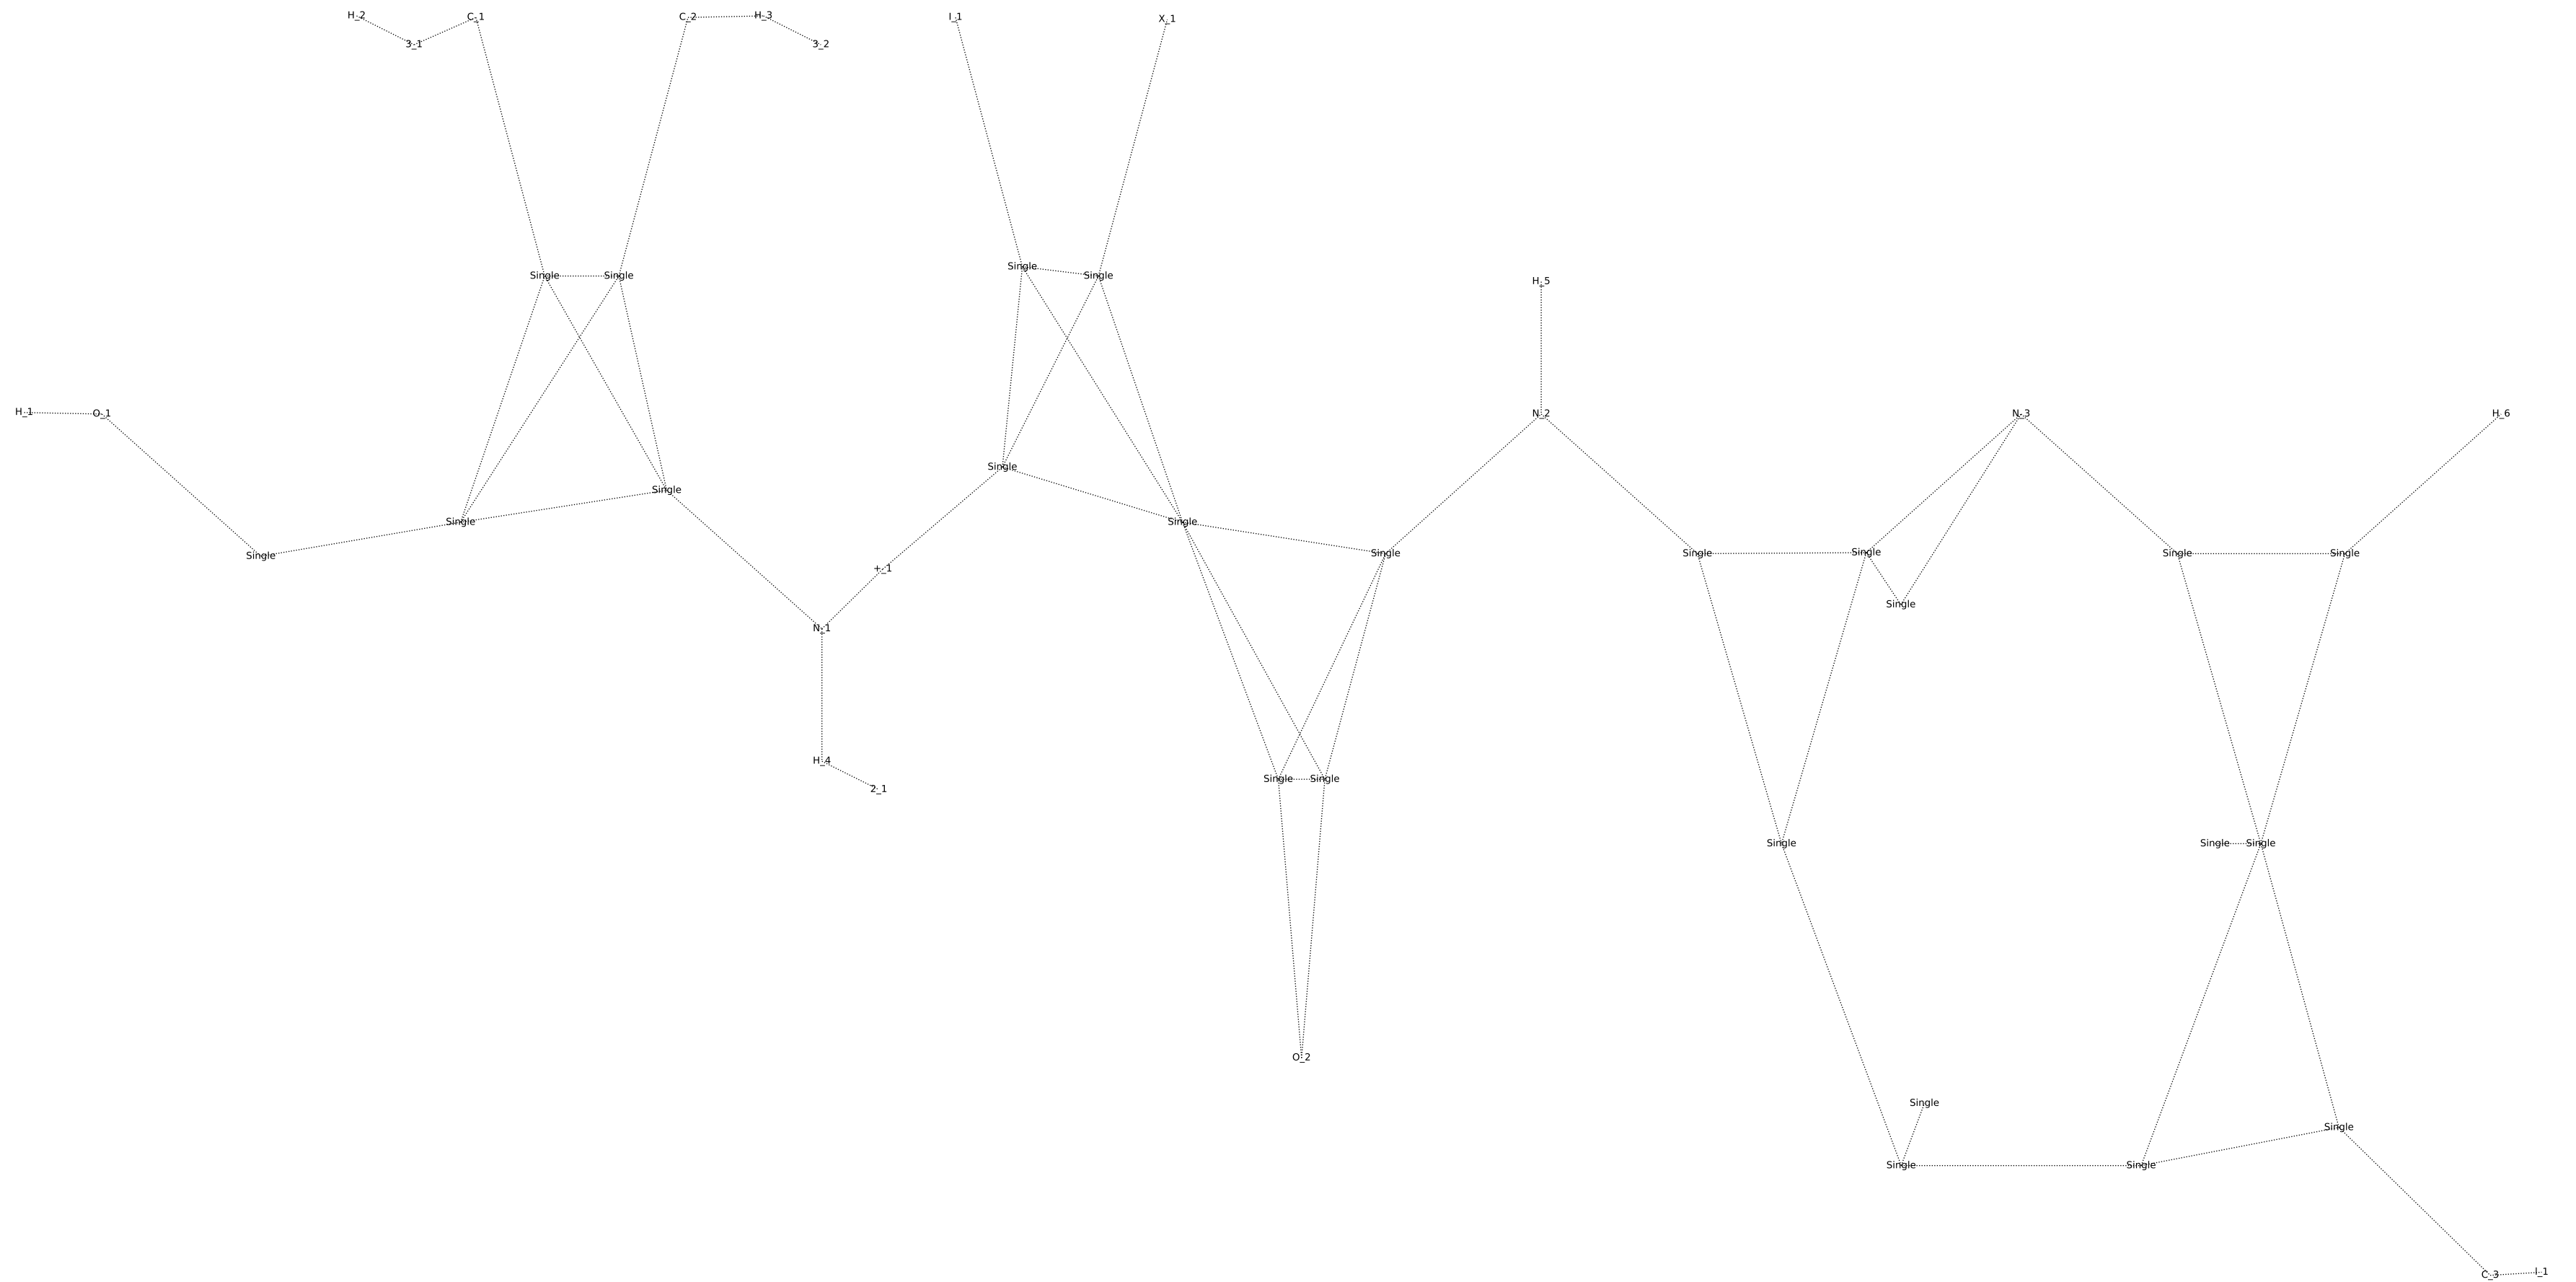 H_2 C_1 C_2 H_3 I_1 X_1
3_1 3_2
Single Single Single Single
H_5
H_1 O_1 N_2 N_3 H_6
Single
Single Single Single
Single Single Single Single Single Single
+_1
Single
N_1
H_4
2_1
Single Single
Single Single Single
O_2
Single
Single
Single Single
C_3 I_1